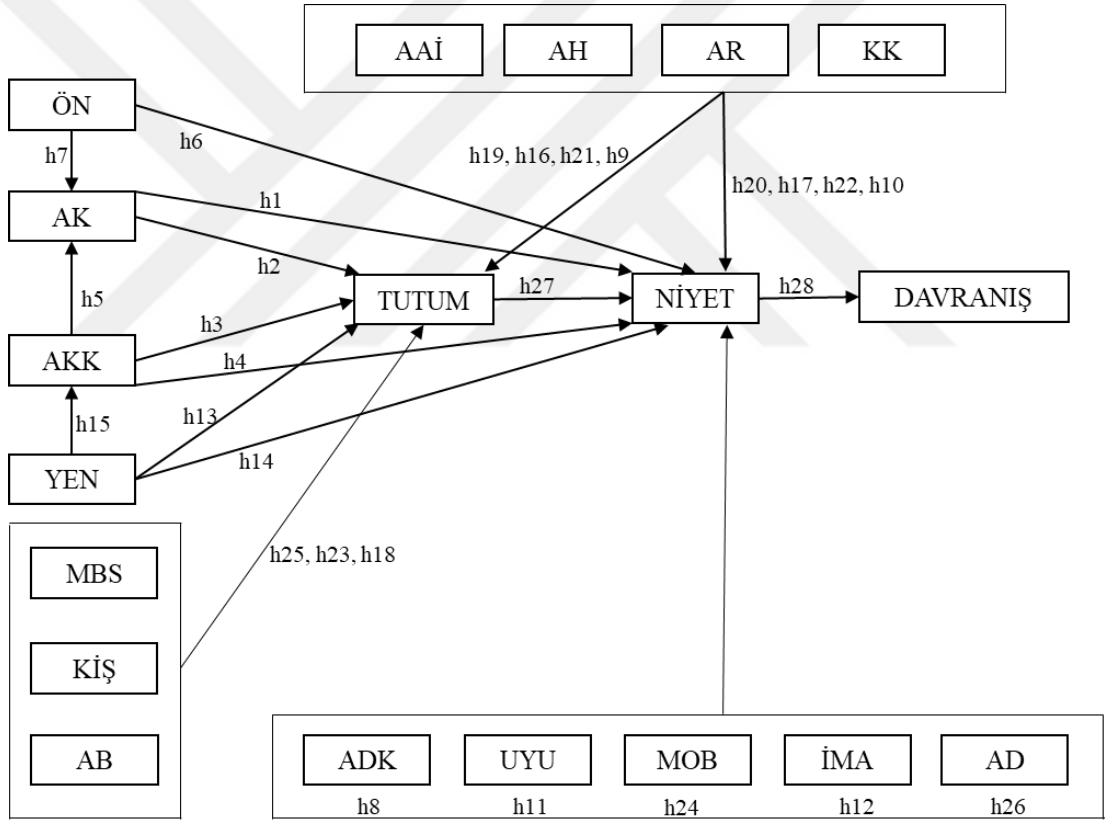 AAİ AH AR KK
ÖN
h6
h7
h19, h16, h21, h9
h20, h17, h22, h10
AK
h1
h2
h5
TUTUM
h27
NİYET
h28
DAVRANIŞ
h3
AKK
h4
h15
h13
h14
YEN
h25, h23, h18
MBS
KİŞ
AB
ADK UYU MOB İMA AD
h8 h11 h24 h12 h26